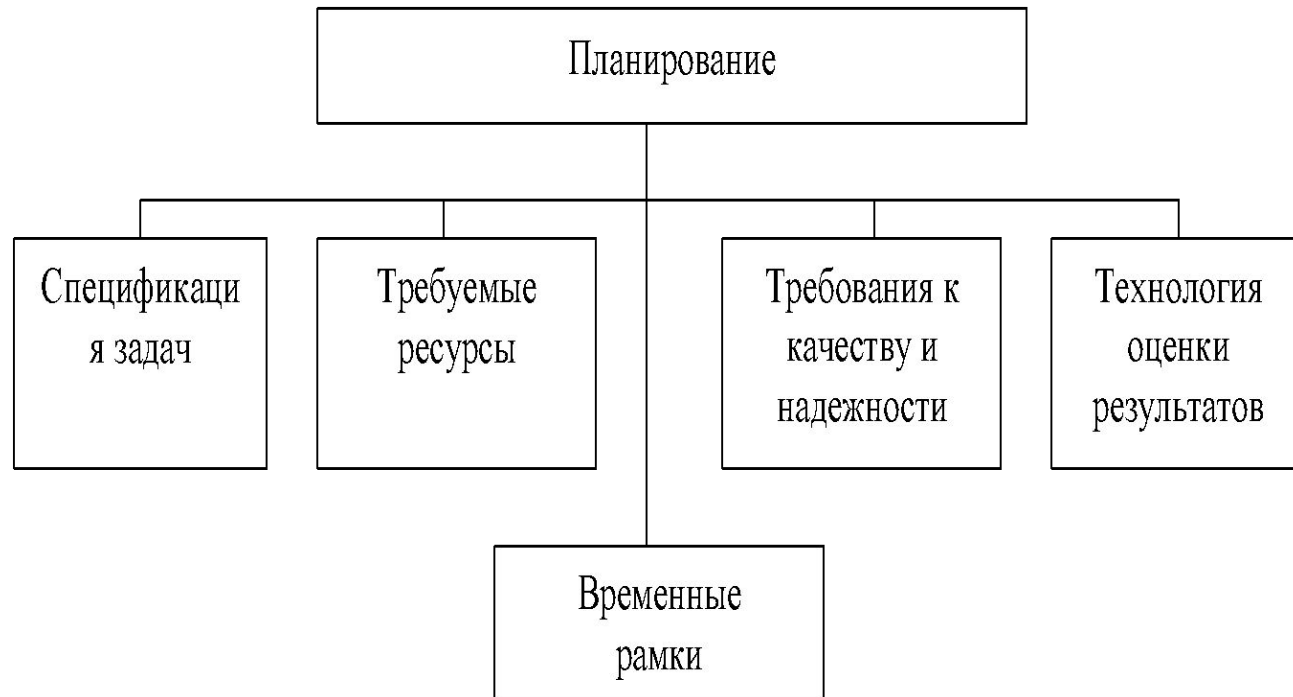 Планирование
Спецификаци
я задач
Требуемые
ресурсы
Требования к
качеству и
надежности
Технология
оценки
результатов
Временные
рамки